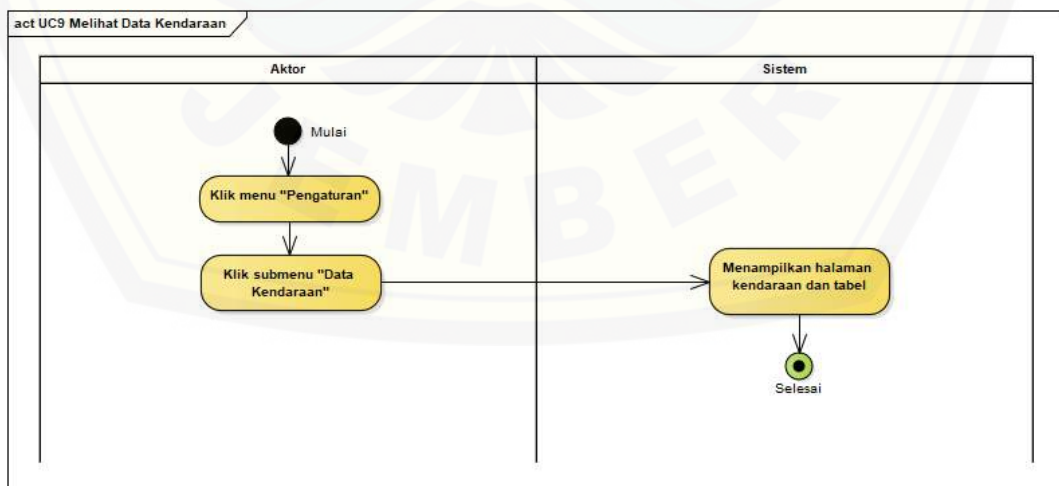 act UC9 Melihat Data Kendaraan
Aktor
Sistem
Mulai
Klik menu "Pengaturan"
Klik submenu "Data
Kendaraan"
Menampilkan halaman
kendaraan dan tabel
Selesai
JEMBER